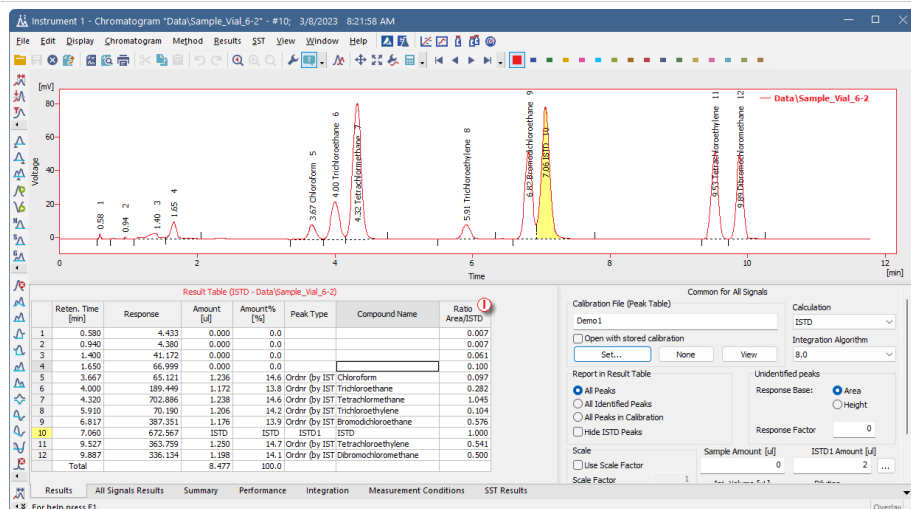 Instrument 1 - Chromatogram "Data\Sample_Vial_6-2" - #10; 3/8/2023 8:21:58 AM
File Edit Display Chromatogram Method Results SST View Window Help
[mV]
80
60
40
20
0
Voltage
0.58 1
0.94 2
1.40 3
1.65 4
3.67 Chloroform 5
4.00 Trichloroethane 6
4.32 Tetrachlormethane 7
5.91 Trichloroethylene 8
6.82 Bromodichloroethane 9
7.06 ISTD 10
9.53 Tetrachloroethylene 11
9.89 Dibromochloromethane 12
Data\Sample_Vial_6-2
0 2 4 6 8 10 12
Time
[min]
Result Table (ISTD - Data\Sample_Vial_6-2)
Reten. Time [min] Response Amount [ul] Amount% [%] Peak Type Compound Name Ratio Area/ISTD
1 0.580 4.433 0.000 0.0 0.007
2 0.940 4.380 0.000 0.0 0.007
3 1.400 41.172 0.000 0.0 0.061
4 1.650 66.999 0.000 0.0 0.100
5 3.667 65.121 1.236 14.6 Ordnr (by IST Chloroform 0.097
6 4.000 189.449 1.172 13.8 Ordnr (by IST Trichloroethane 0.282
7 4.320 702.886 1.238 14.6 Ordnr (by IST Tetrachlormethane 1.045
8 5.910 70.190 1.206 14.2 Ordnr (by IST Trichloroethylene 0.104
9 6.817 387.351 1.176 13.9 Ordnr (by IST Bromodichloroethane 0.576
10 7.060 672.567 ISTD ISTD ISTD1 ISTD 1.000
11 9.527 363.759 1.250 14.7 Ordnr (by IST Tetrachloroethylene 0.541
12 9.887 336.134 1.198 14.1 Ordnr (by IST Dibromochloromethane 0.500
Total 8.477 100.0
Common for All Signals
Calibration File (Peak Table)
Demo1
Open with stored calibration
Set... None View
Calculation
ISTD
Integration Algorithm
8.0
Report in Result Table
All Peaks
All Identified Peaks
All Peaks in Calibration
Hide ISTD Peaks
Unidentified peaks
Response Base: Area
Height
Response Factor 0
Scale
Use Scale Factor
Scale Factor 1
Sample Amount [ul] ISTD1 Amount [ul]
0 2 ...
Results All Signals Results Summary Performance Integration Measurement Conditions SST Results
For help press F1.
Overlay